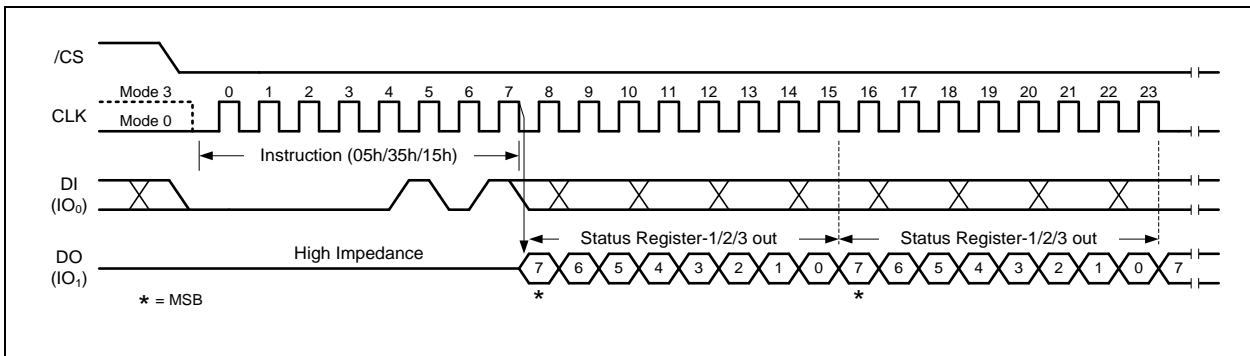 /CS
Mode 3
0 1 2 3 4 5 6 7 8 9 10 11 12 13 14 15 16 17 18 19 20 21 22 23
CLK
Mode 0
Instruction (05h/35h/15h)
DI
(IO0)
Status Register-1/2/3 out Status Register-1/2/3 out
DO
(IO1)
High Impedance
7 6 5 4 3 2 1 0 7 6 5 4 3 2 1 0 7
* *
* = MSB